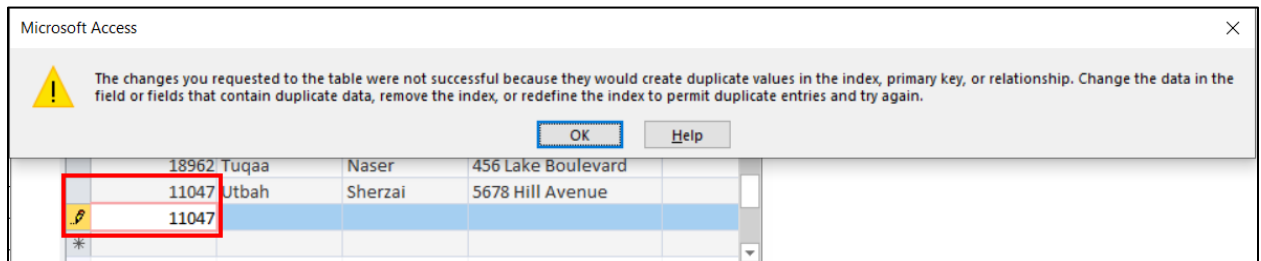 Microsoft Access
The changes you requested to the table were not successful because they would create duplicate values in the index, primary key, or relationship. Change the data in the
field or fields that contain duplicate data, remove the index, or redefine the index to permit duplicate entries and try again.
OK Help
18962 Tuqaa Naser 456 Lake Boulevard
11047 Utbah Sherzai 5678 Hill Avenue
11047